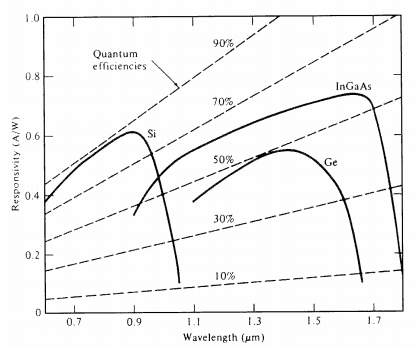 1.0
0.8
0.6
0.4
0.2
0
Responsivity (A/W)
Quantum
efficiencies
90%
70%
50%
30%
10%
Si
InGaAs
Ge
0.7
0.9
1.1
1.3
1.5
1.7
Wavelength (μm)